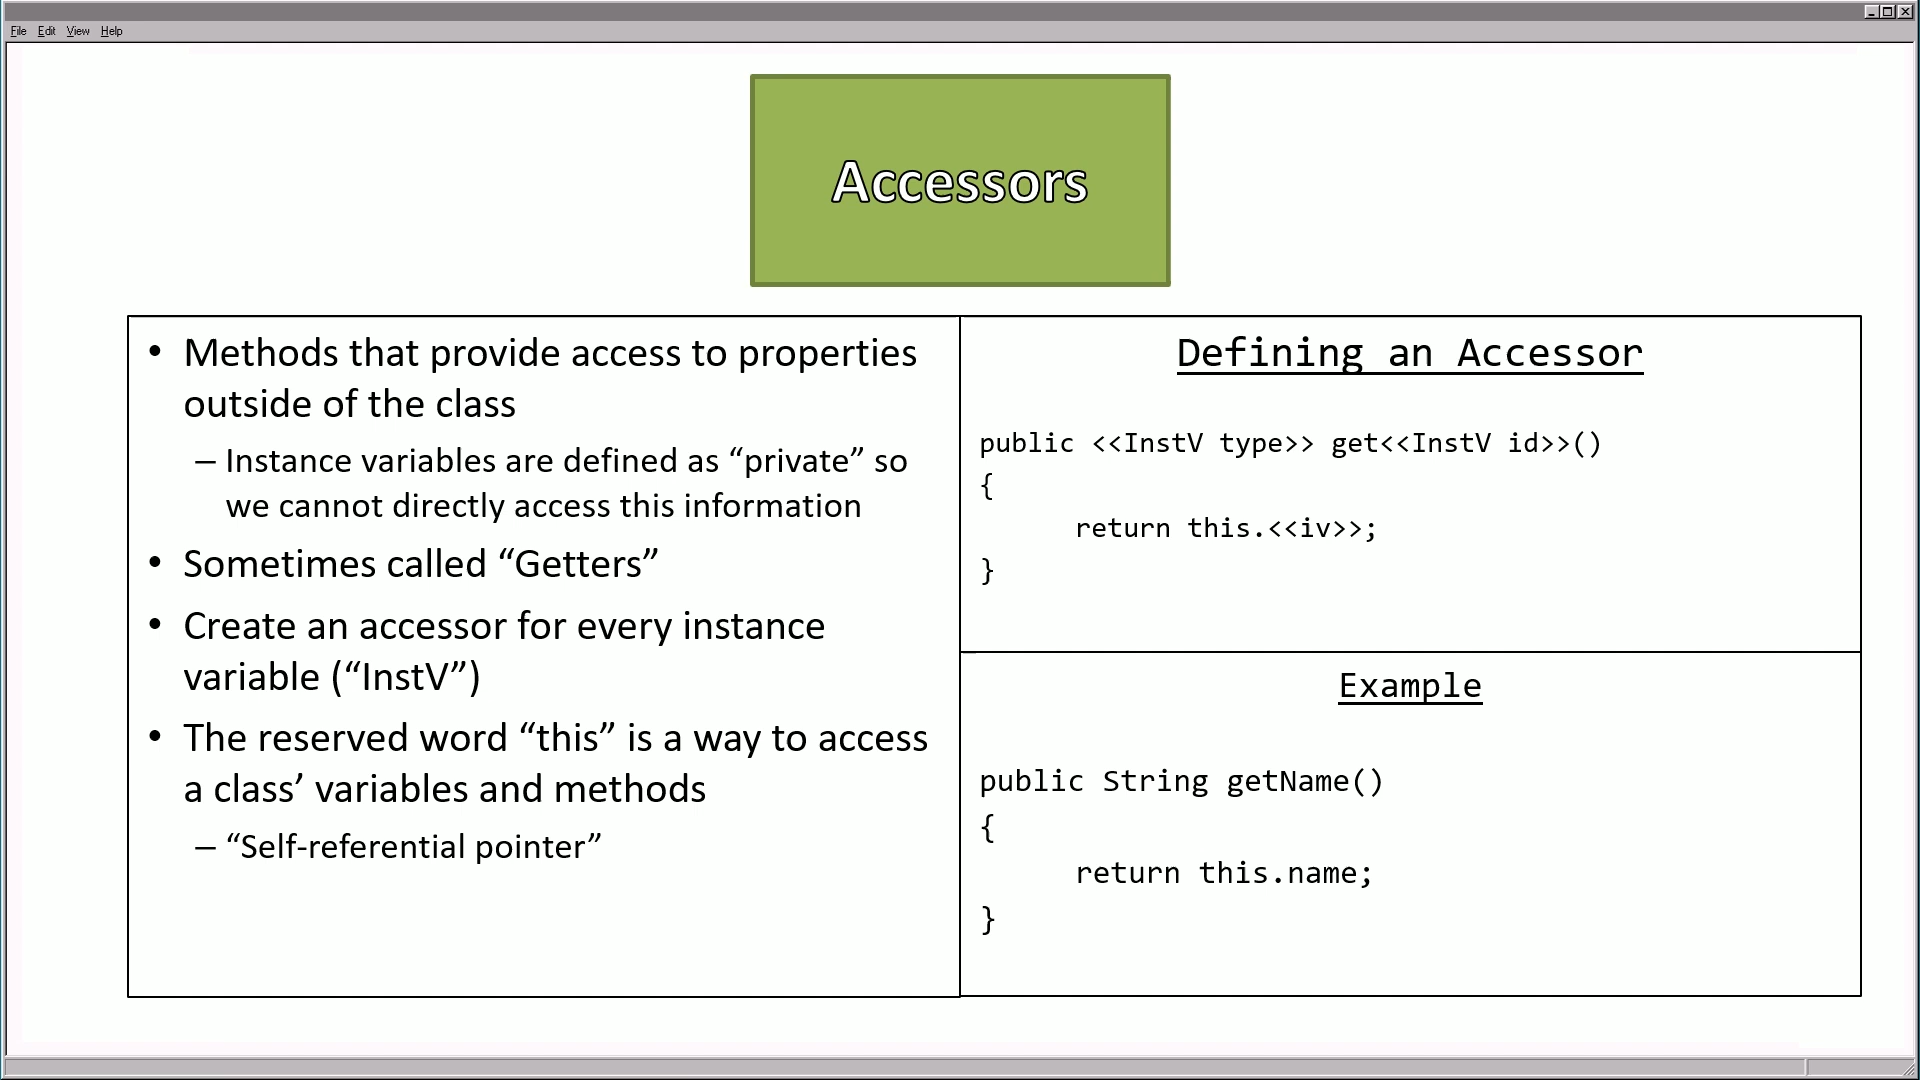 File Edit View Help
Accessors
• Methods that provide access to properties
outside of the class
– Instance variables are defined as “private” so
we cannot directly access this information
• Sometimes called “Getters”
• Create an accessor for every instance
variable (“InstV”)
• The reserved word “this” is a way to access
a class’ variables and methods
– “Self-referential pointer”
Defining an Accessor
public <<InstV type>> get<<InstV id>>()
{
return this.<<iv>>;
}
Example
public String getName()
{
return this.name;
}